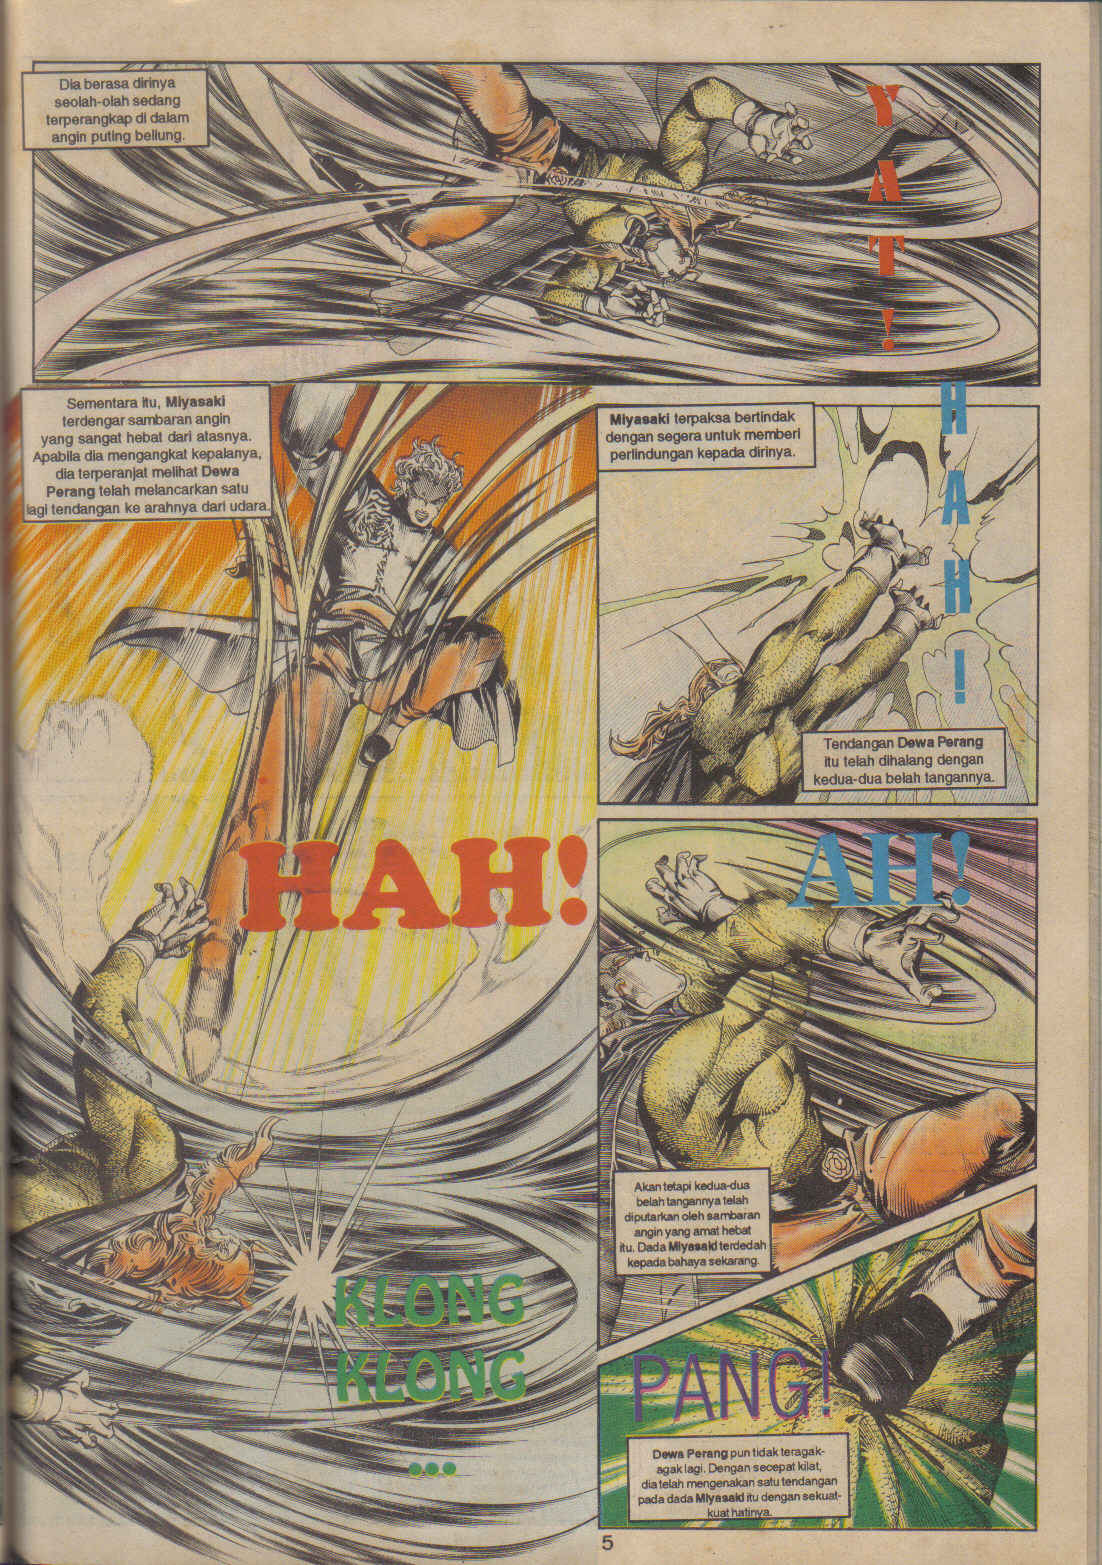 Dia berasa dirinya
seolah-olah sedang
terperangkap di dalam
angin puting beliung.
YAT!
Sementara itu, Miyasaki
terdengar sambaran angin
yang sangat hebat dari atasnya.
Apabila dia mengangkat kepalanya,
dia terperanjat melihat Dewa
Perang telah melancarkan satu
lagi tendangan ke arahnya dari udara.
HAH!
KLONG
KLONG
...
Miyasaki terpaksa bertindak
dengan segera untuk memberi
perlindungan kepada dirinya.
HAH!
Tendangan Dewa Perang
itu telah dihalang dengan
kedua-dua belah tangannya.
AH!
Akan tetapi kedua-dua
belah tangannya telah
diputarkan oleh sambaran
angin yang amat hebat
itu. Dada Miyasaki terdedah
kepada bahaya sekarang.
PANG!
Dewa Perang pun tidak teragak-
agak lagi. Dengan secepat kilat,
dia telah mengenakan satu tendangan
pada dada Miyasaki itu dengan sekuat-
kuat hatinya.
5